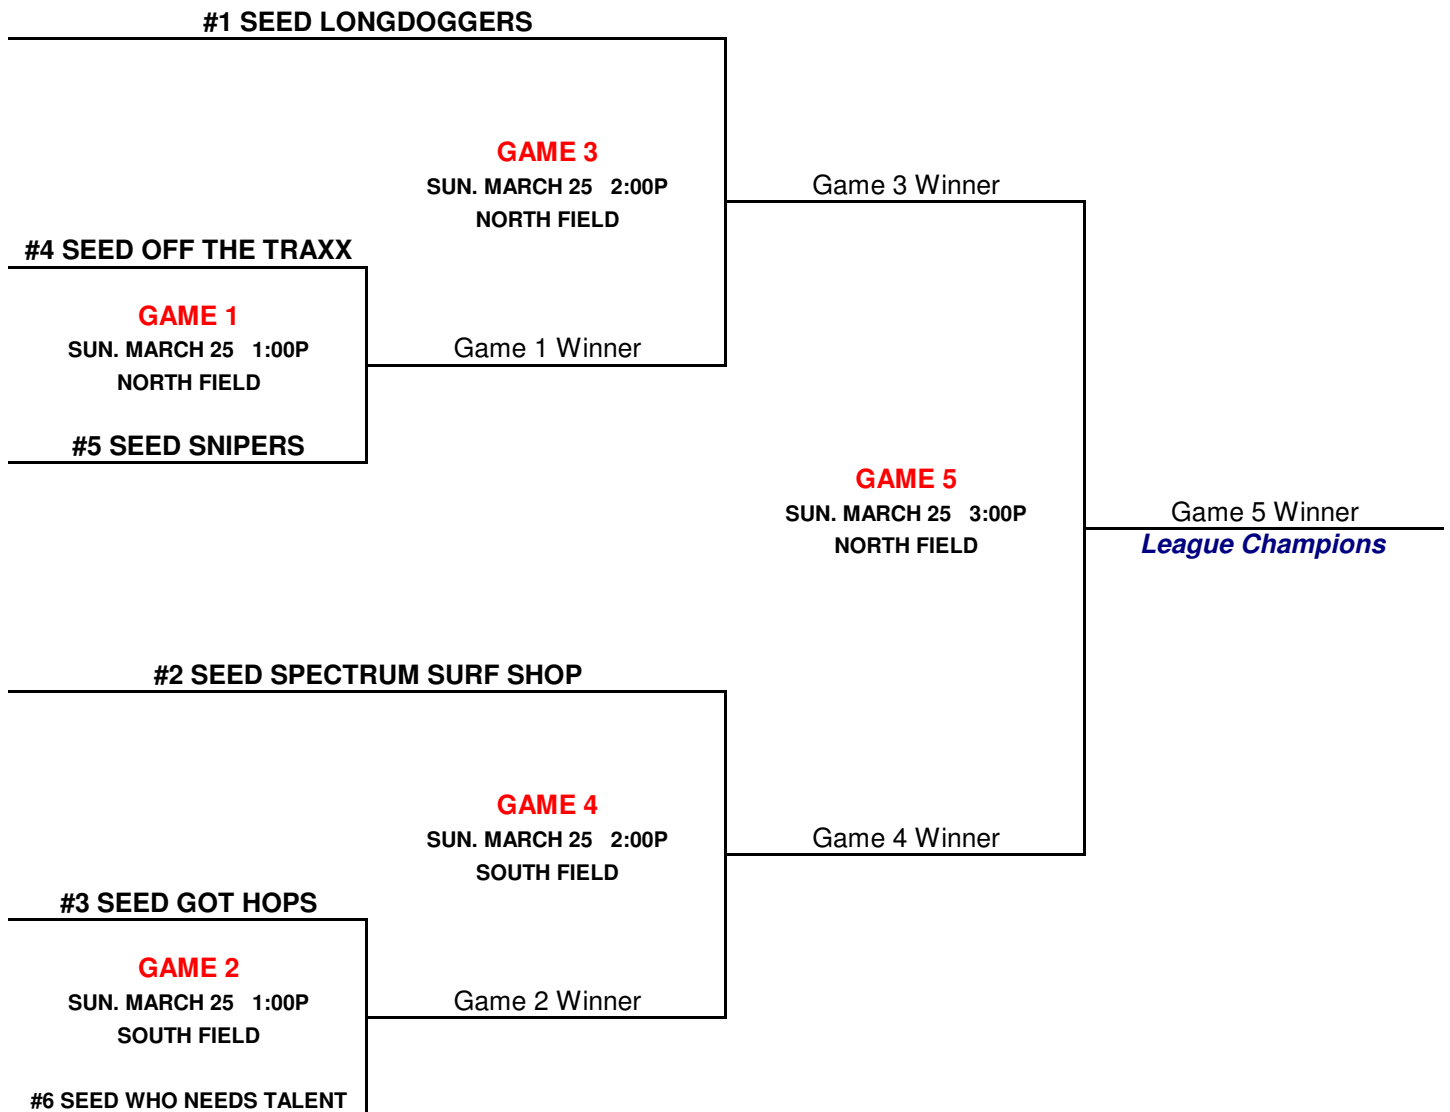 #1 SEED LONGDOGGERS
GAME 3
SUN. MARCH 25 2:00P
NORTH FIELD
Game 3 Winner
#4 SEED OFF THE TRAXX
GAME 1
SUN. MARCH 25 1:00P
NORTH FIELD
Game 1 Winner
#5 SEED SNIPERS
GAME 5
SUN. MARCH 25 3:00P
NORTH FIELD
Game 5 Winner
League Champions
#2 SEED SPECTRUM SURF SHOP
GAME 4
SUN. MARCH 25 2:00P
SOUTH FIELD
Game 4 Winner
#3 SEED GOT HOPS
GAME 2
SUN. MARCH 25 1:00P
SOUTH FIELD
Game 2 Winner
#6 SEED WHO NEEDS TALENT